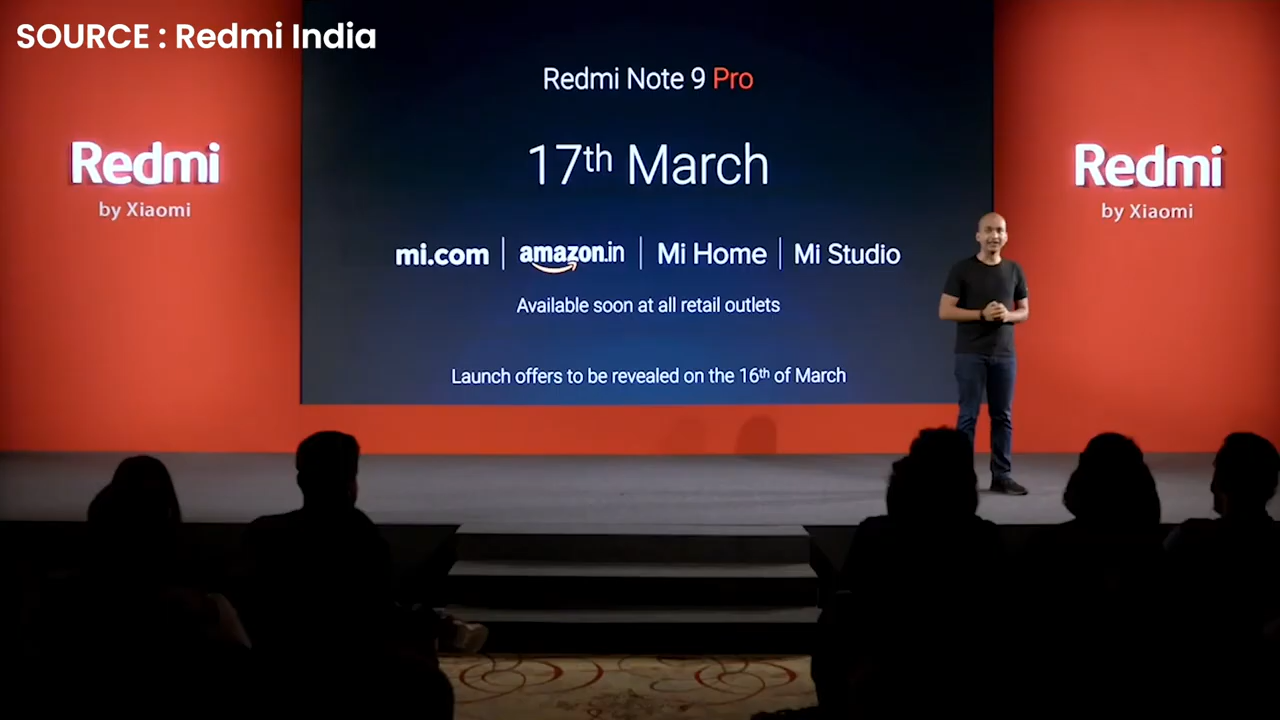 SOURCE : Redmi India
Redmi Note 9 Pro
Redmi
by Xiaomi
17th March
mi.com | amazon.in | Mi Home | Mi Studio
Available soon at all retail outlets
Launch offers to be revealed on the 16th of March
Redmi
by Xiaomi